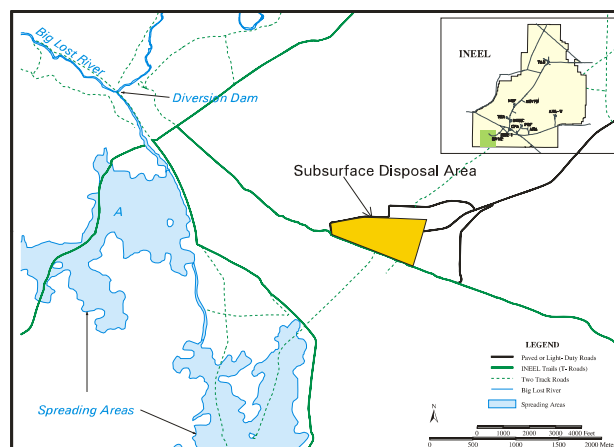 Big Lost River
Diversion Dam
INEEL
Subsurface Disposal Area
A
Spreading Areas
LEGEND
Paved or Light- Duty Roads
INEEL Trails (T- Roads)
Two Track Roads
Big Lost River
Spreading Areas
N
0 1000 2000 3000 4000 Feet
0 500 1000 1500 2000 Mete